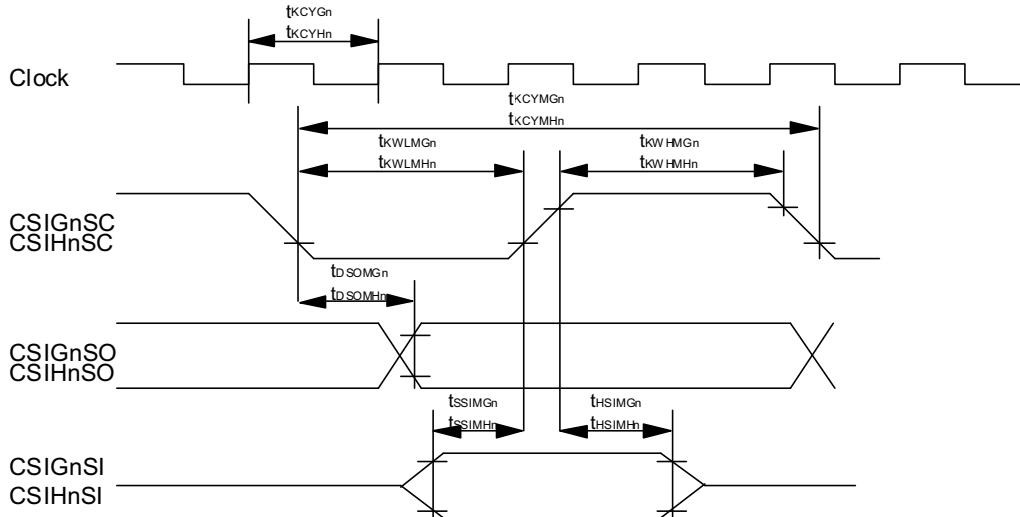 tKCYGn
tKCYHn
Clock
tKCYMGn
tKCYMHn
tKWLMGn
tKWLMHn
tKWHMGn
tKWHMHn
CSIGnSC
CSIHnSC
tDSOMGn
tDSOMHn
CSIGnSO
CSIHnSO
tSSIMGn
tSSIMHn
tHSIMGn
tHSIMHn
CSIGnSI
CSIHnSI